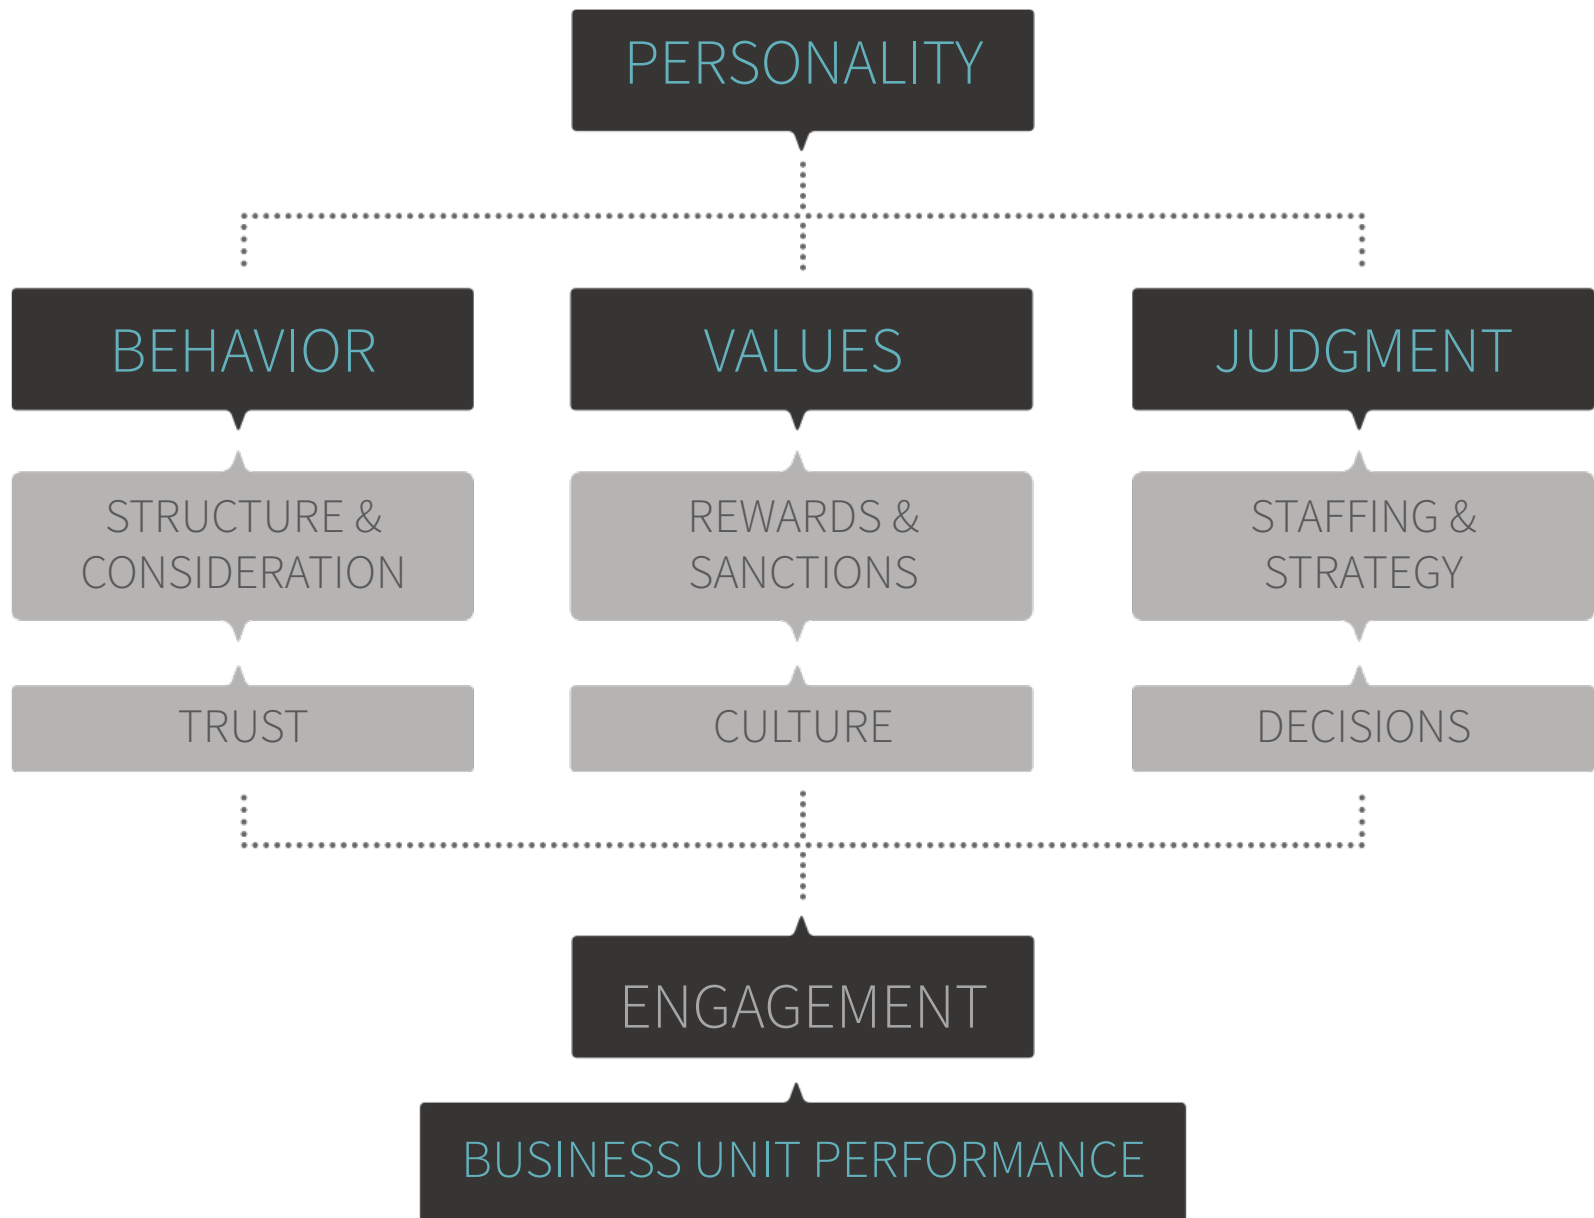 PERSONALITY
BEHAVIOR
VALUES
JUDGMENT
STRUCTURE &
CONSIDERATION
REWARDS &
SANCTIONS
STAFFING &
STRATEGY
TRUST
CULTURE
DECISIONS
ENGAGEMENT
BUSINESS UNIT PERFORMANCE